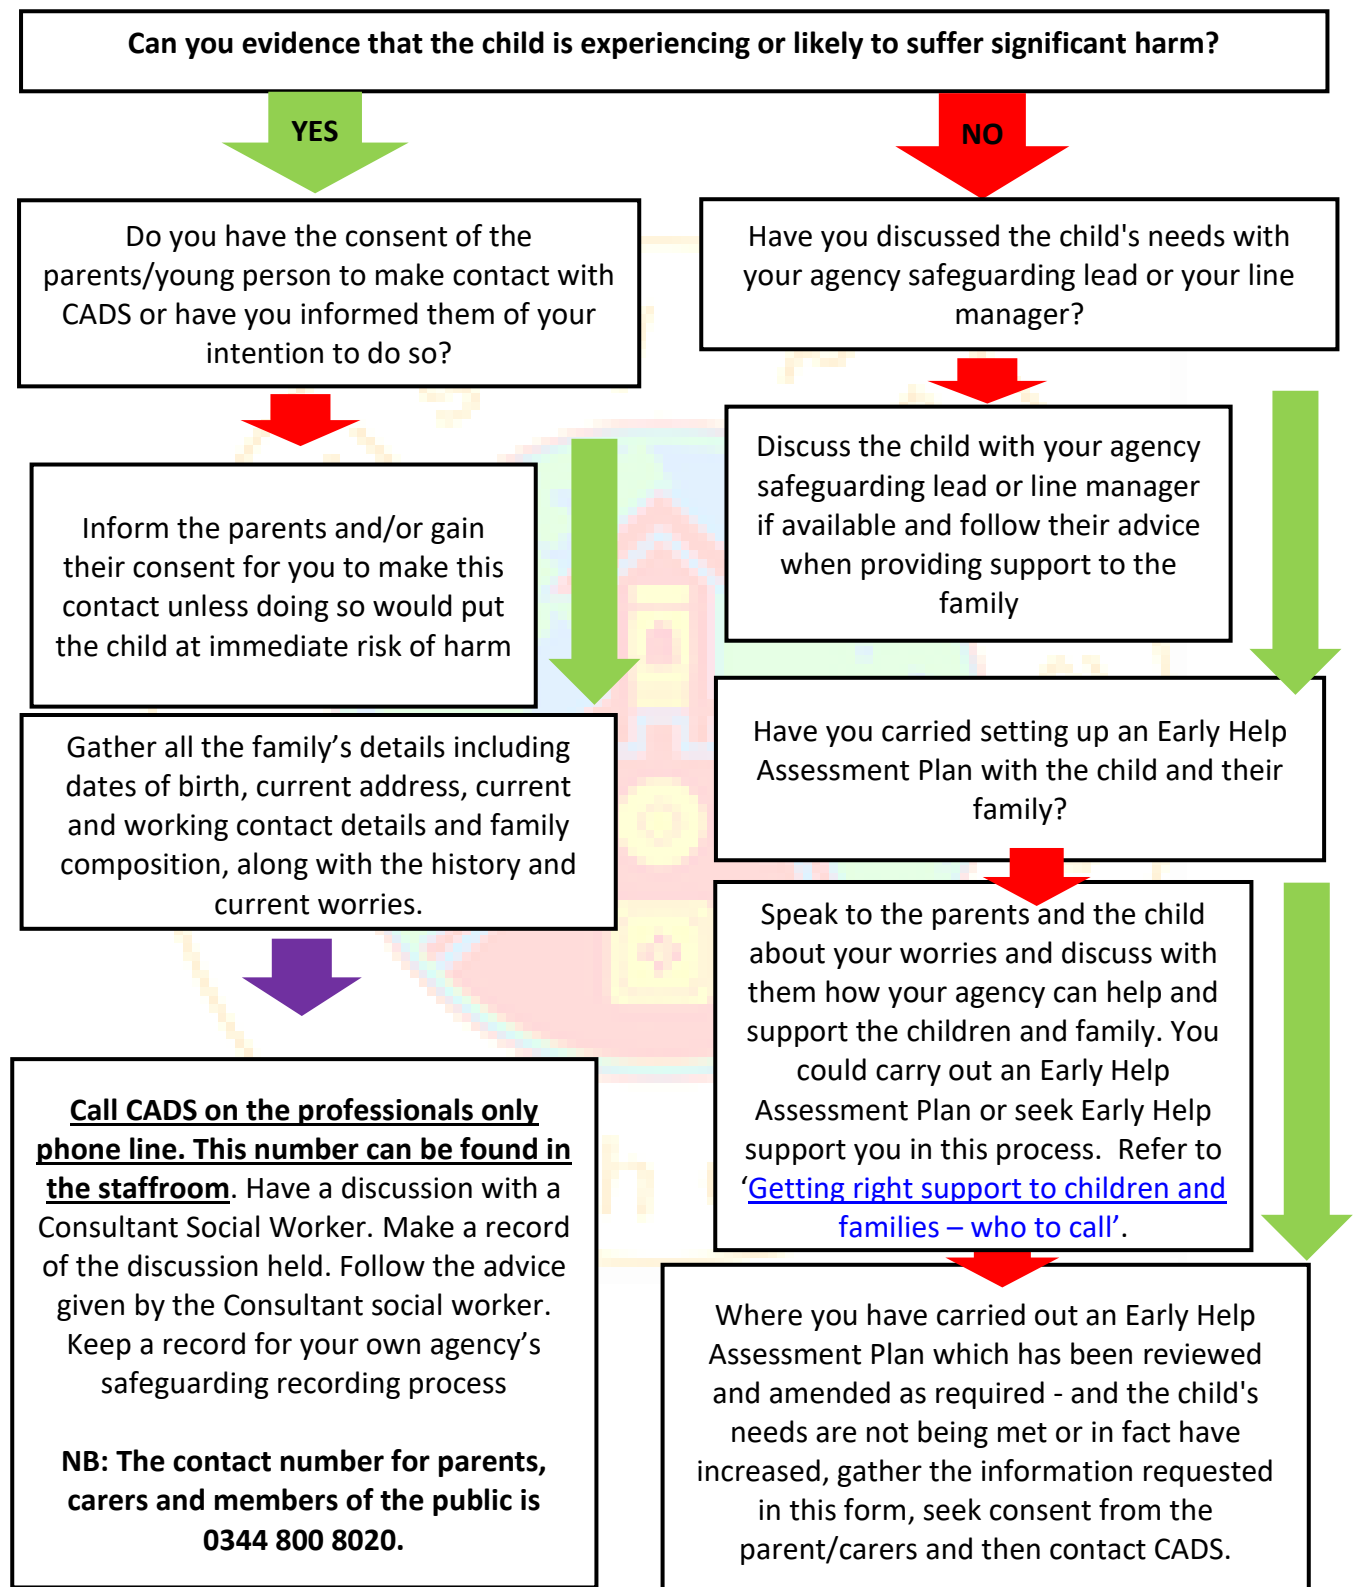 Can you evidence that the child is experiencing or likely to suffer significant harm?
YES
NO
Do you have the consent of the
parents/young person to make contact with
CADS or have you informed them of your
intention to do so?
Have you discussed the child's needs with
your agency safeguarding lead or your line
manager?
Inform the parents and/or gain
their consent for you to make this
contact unless doing so would put
the child at immediate risk of harm
Discuss the child with your agency
safeguarding lead or line manager
if available and follow their advice
when providing support to the
family
Gather all the family’s details including
dates of birth, current address, current
and working contact details and family
composition, along with the history and
current worries.
Have you carried setting up an Early Help
Assessment Plan with the child and their
family?
Speak to the parents and the child
about your worries and discuss with
them how your agency can help and
support the children and family. You
could carry out an Early Help
Assessment Plan or seek Early Help
support you in this process. Refer to
‘Getting right support to children and
families – who to call’.
Call CADS on the professionals only
phone line. This number can be found in
the staffroom. Have a discussion with a
Consultant Social Worker. Make a record
of the discussion held. Follow the advice
given by the Consultant social worker.
Keep a record for your own agency’s
safeguarding recording process
NB: The contact number for parents,
carers and members of the public is
0344 800 8020.
Where you have carried out an Early Help
Assessment Plan which has been reviewed
and amended as required - and the child's
needs are not being met or in fact have
increased, gather the information requested
in this form, seek consent from the
parent/carers and then contact CADS.